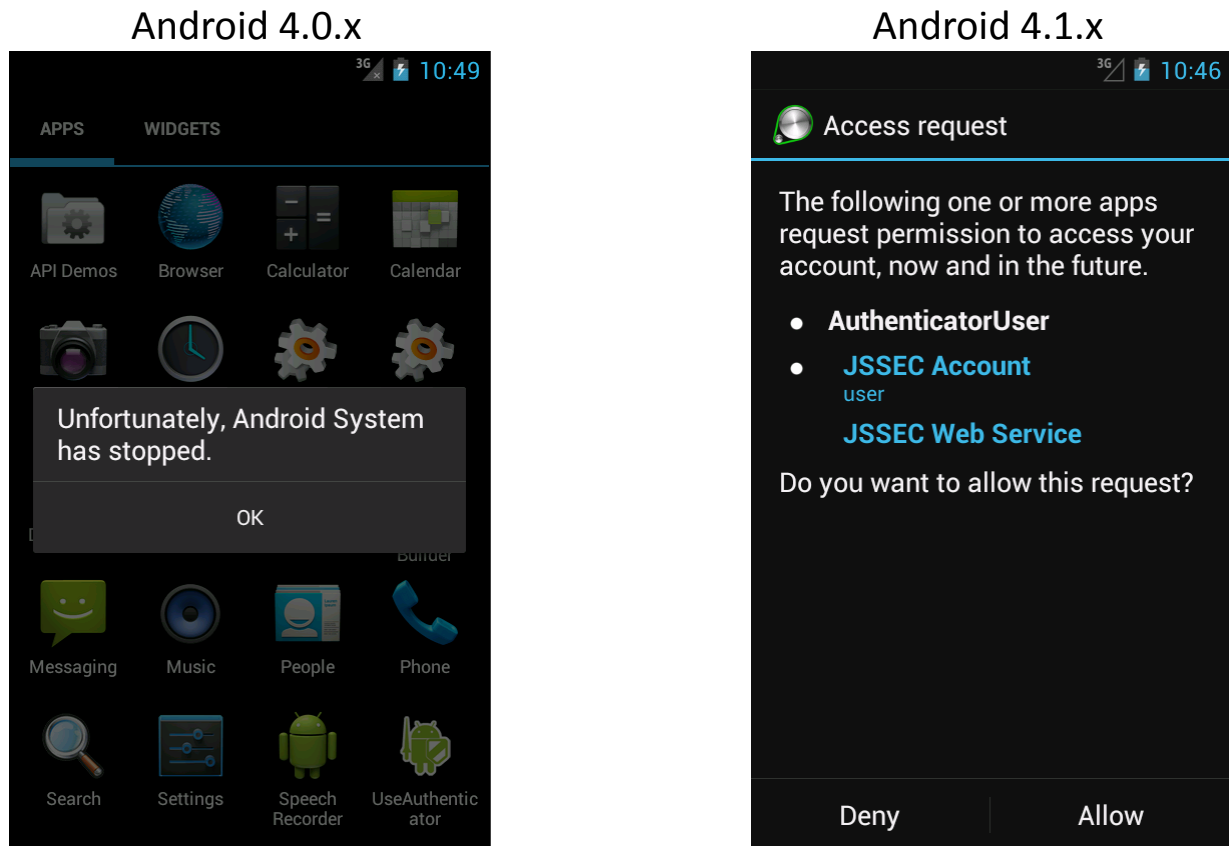 Android 4.0.x
3G 10:49
APPS WIDGETS
API Demos Browser Calculator Calendar
Unfortunately, Android System
has stopped.
OK
Builder
Messaging Music People Phone
Search Settings Speech
Recorder UseAuthentic
ator
Android 4.1.x
3G 10:46
Access request
The following one or more apps
request permission to access your
account, now and in the future.
● AuthenticatorUser
● JSSEC Account
user
JSSEC Web Service
Do you want to allow this request?
Deny Allow